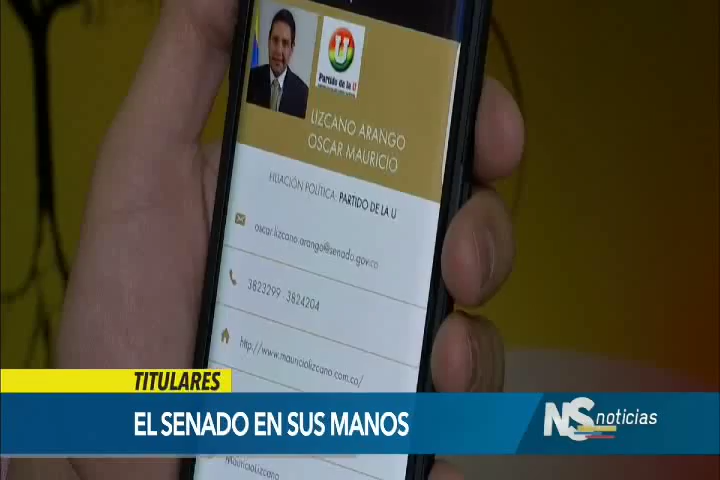 U
Partido de la U
LIZCANO ARANGO
OSCAR MAURICIO
FILIACIÓN POLÍTICA: PARTIDO DE LA U
oscar.lizcano.arango@senado.gov.co
3823299 - 3824204
http://www.mauriciolizcano.com.co/
TITULARES
EL SENADO EN SUS MANOS
NS noticias
MauricioLizcano